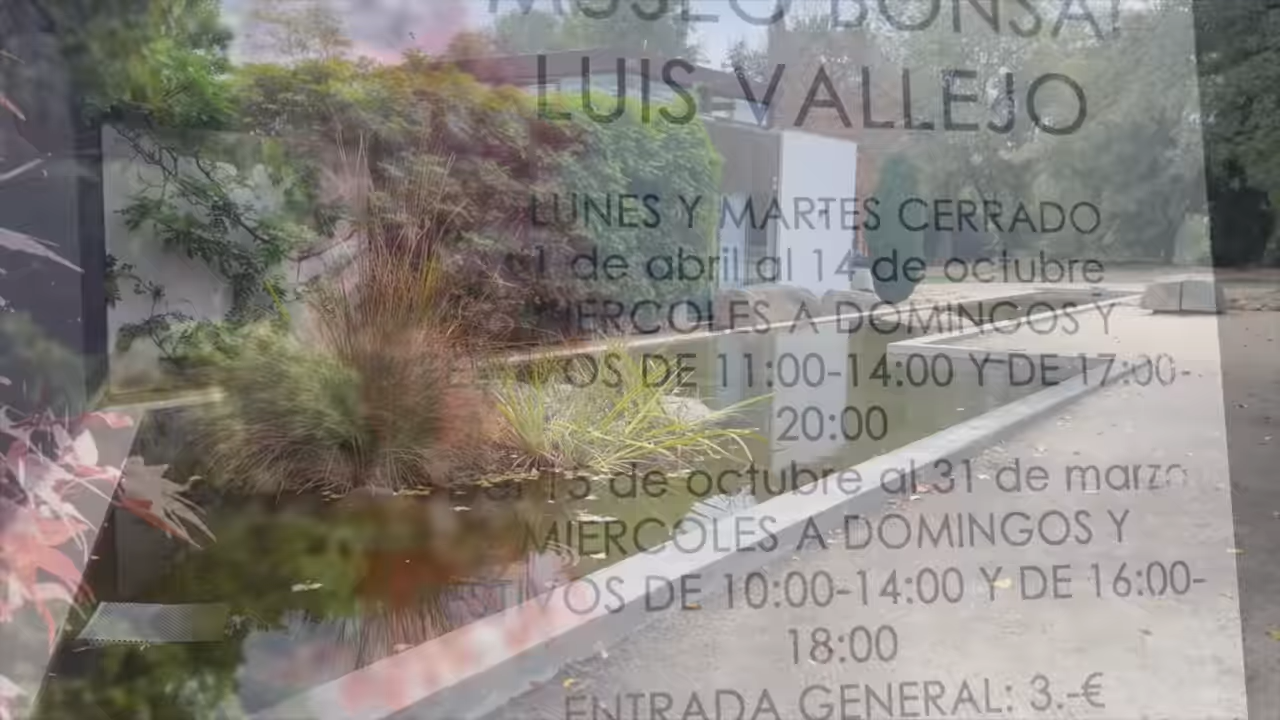 MUSEO BONSAI
LUIS VALLEJO
LUNES Y MARTES CERRADO
1 de abril al 14 de octubre
MIERCOLES A DOMINGOS Y
DE 11:00-14:00 Y DE 17:00-
20:00
15 de octubre al 31 de marzo
MIERCOLES A DOMINGOS Y
DE 10:00-14:00 Y DE 16:00-
18:00
ENTRADA GENERAL: 3.-€